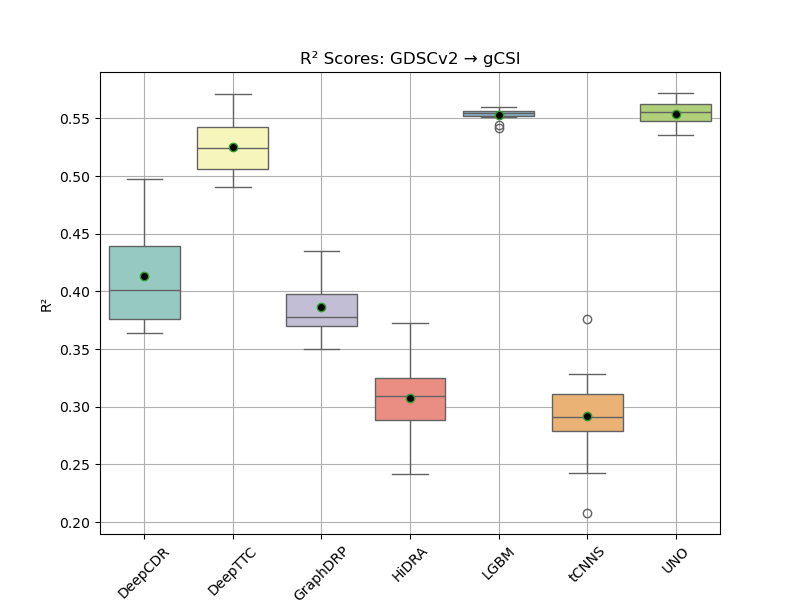 R² Scores: GDSCv2 → gCSI
R²
0.55
0.50
0.45
0.40
0.35
0.30
0.25
0.20
DeepCDR
DeepTTC
GraphDRP
HiDRA
LGBM
tCNNS
UNO